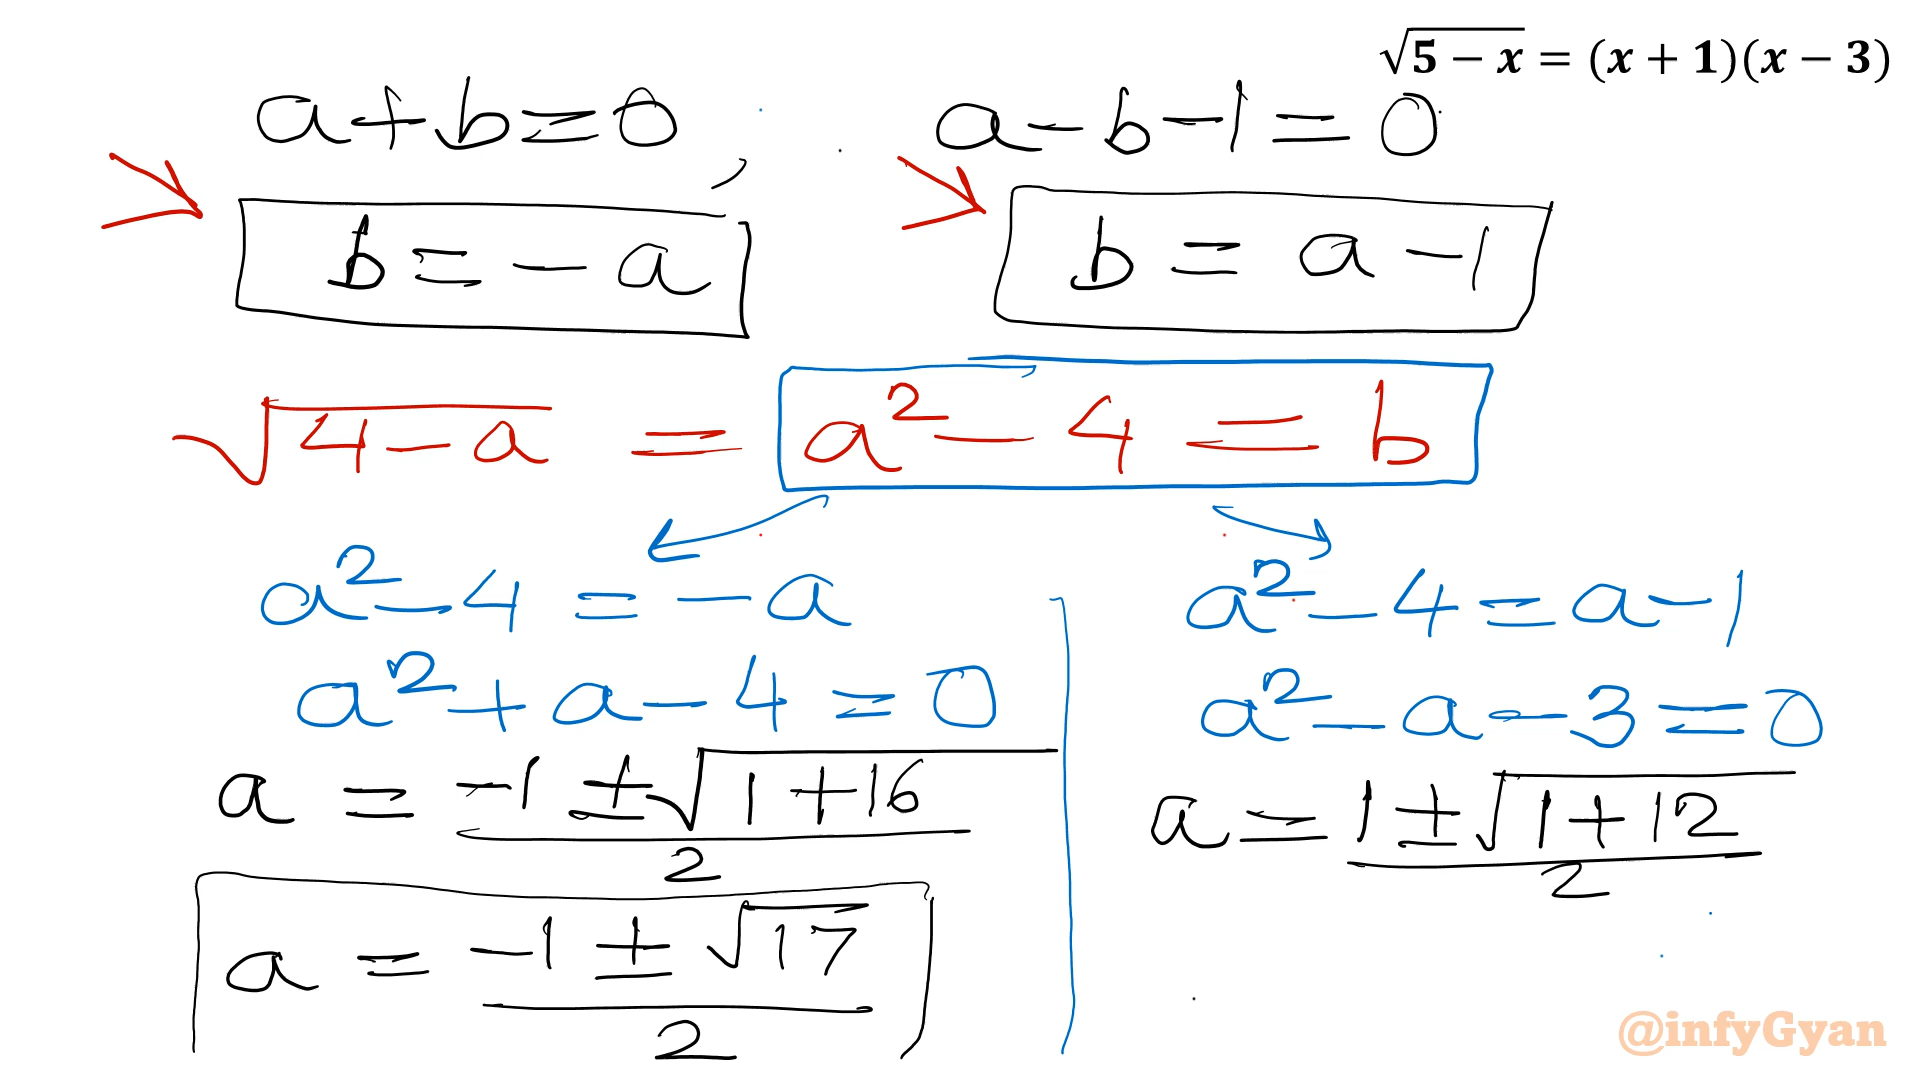 √(5 − x) = (x + 1)(x − 3)
a + b = 0 , a − b − 1 = 0
b = − a b = a − 1
√(4 − a) = a² − 4 = b
a² − 4 = − a a² − 4 = a − 1
a² + a − 4 = 0 a² − a − 3 = 0
a = (−1 ± √(1 + 16))/2 a = (1 ± √(1 + 12))/2
a = (−1 ± √17)/2
@infyGyan